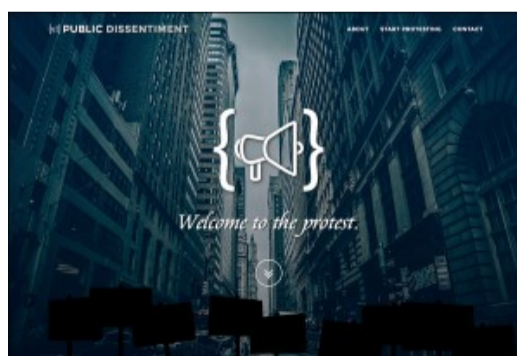 PUBLIC DISSENTIMENT
ABOUT START PROTESTING CONTACT
Welcome to the protest.